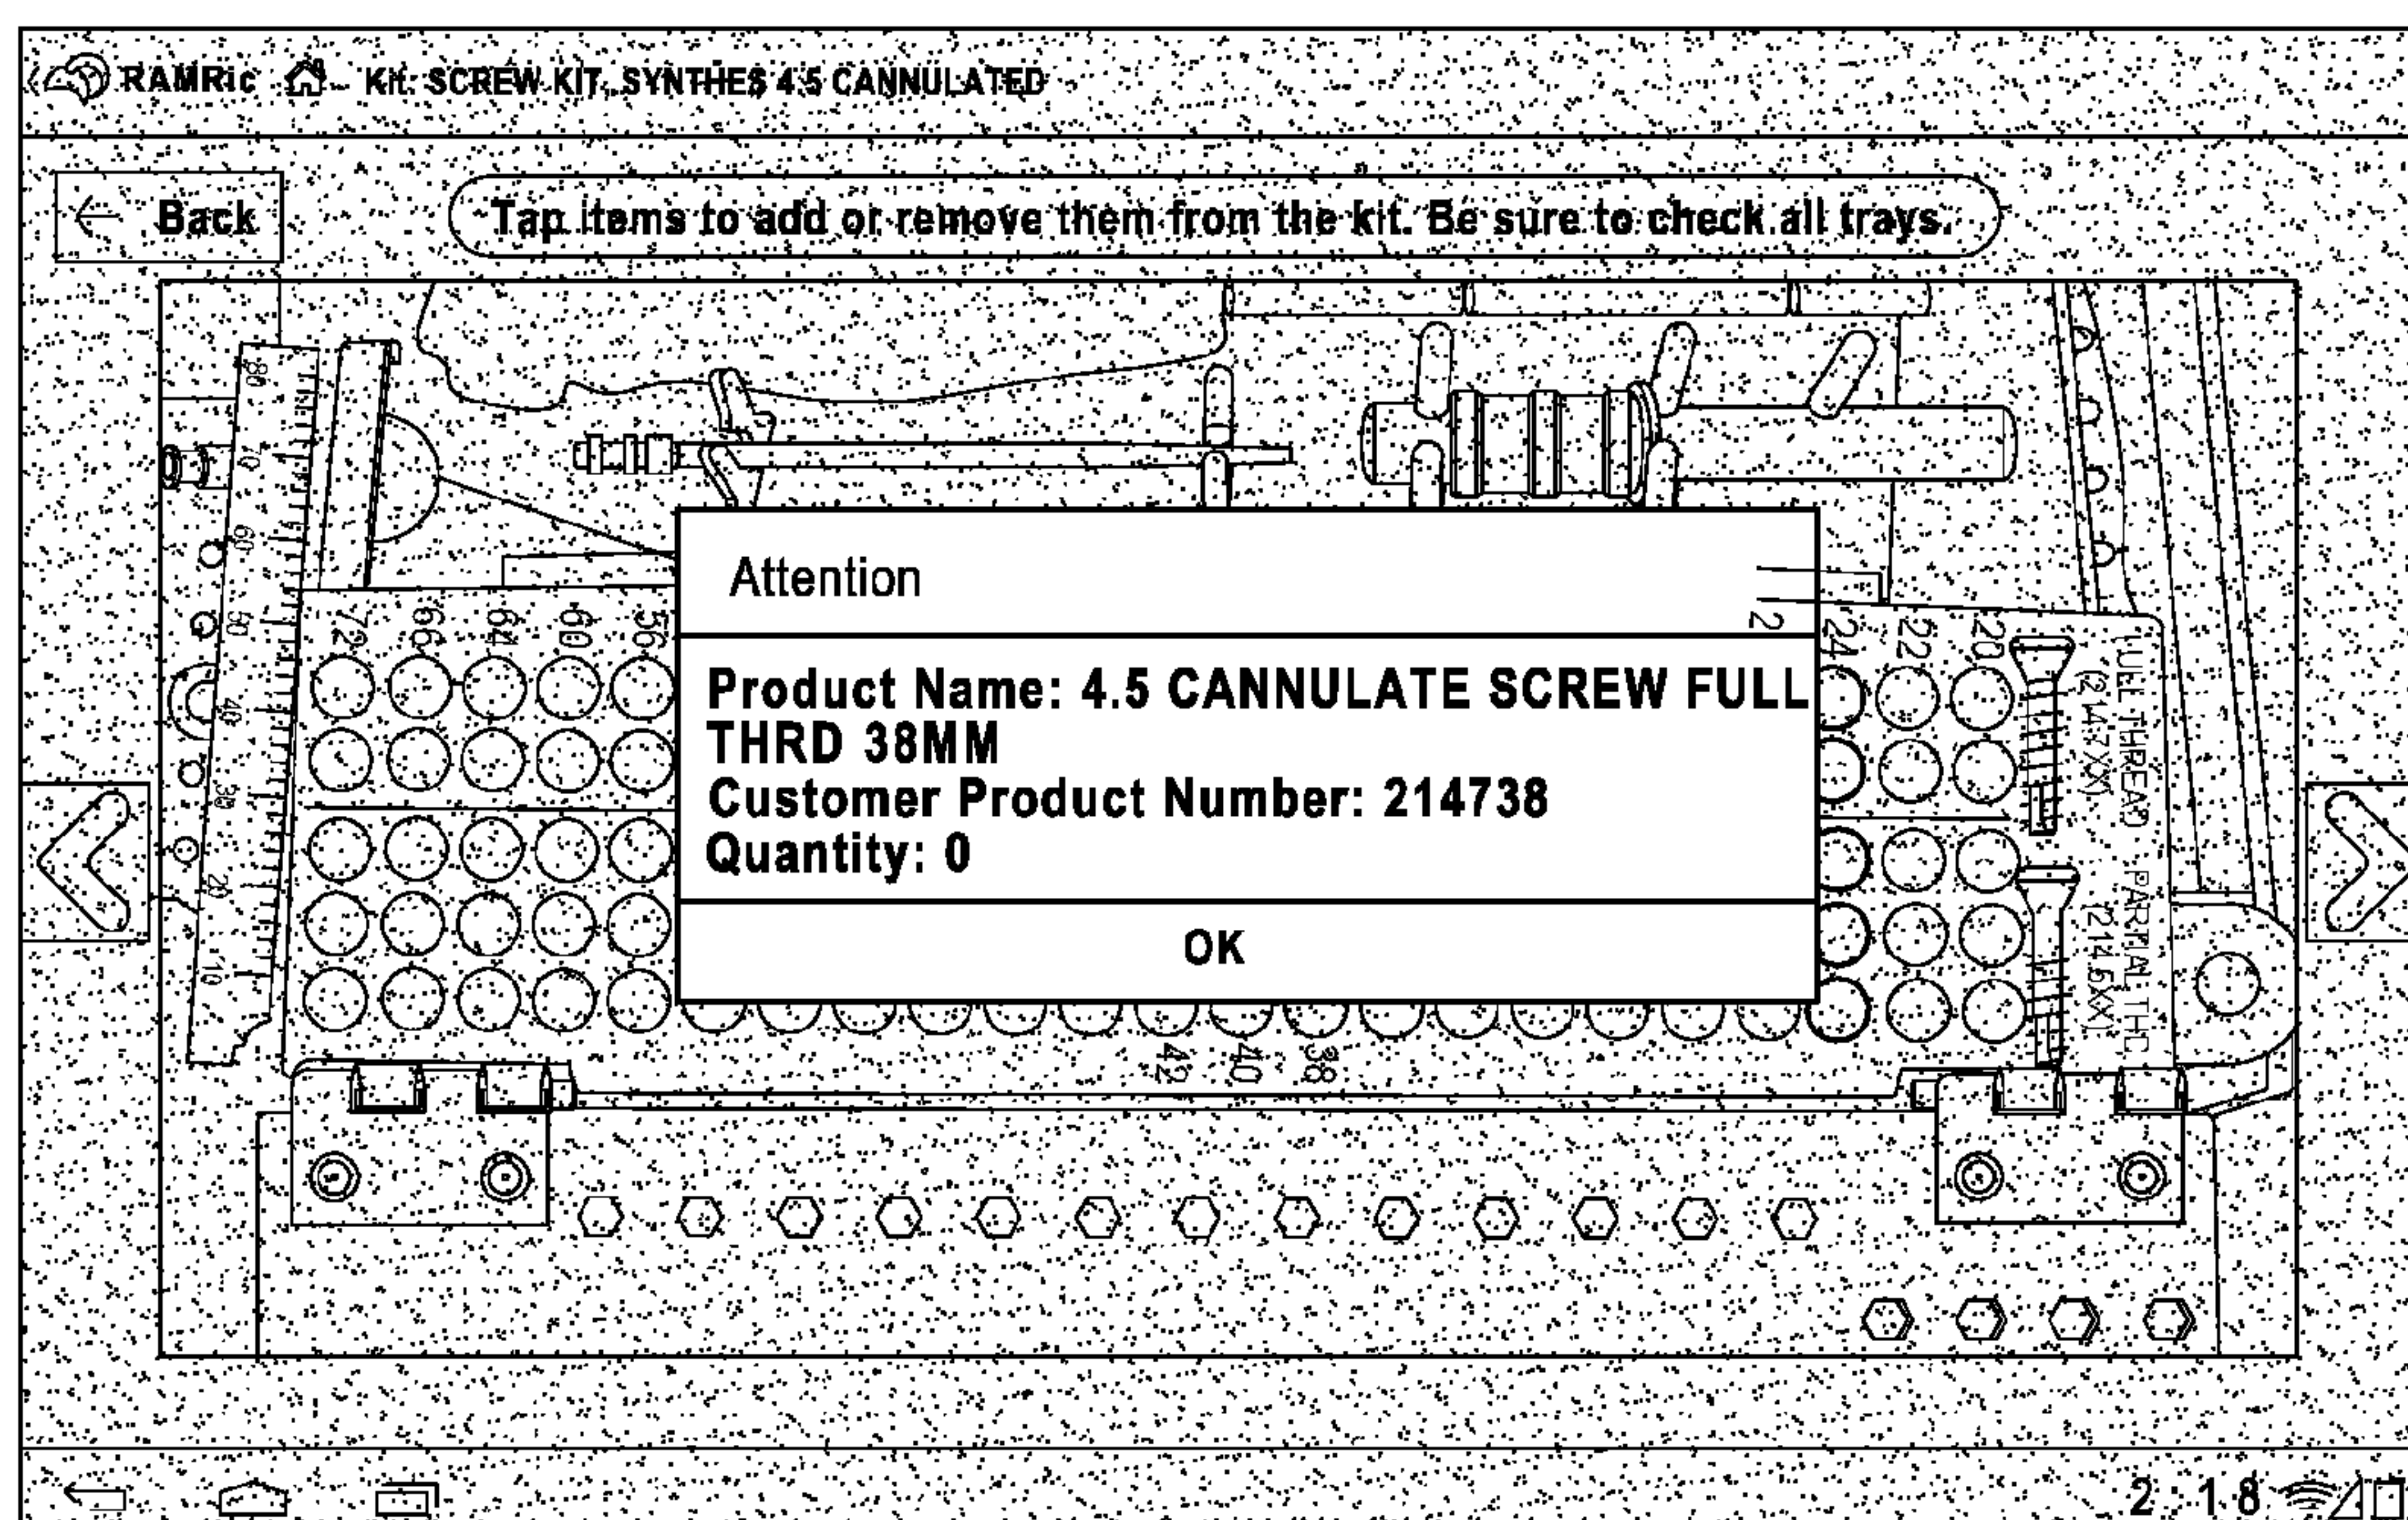 RAMRic Kit: SCREW KIT, SYNTHES 4.5 CANNULATED
Back
Tap items to add or remove them from the kit. Be sure to check all trays.
80
70
60
50
40
30
20
10
72 66 64 60 56
2 24 22 20
Attention
Product Name: 4.5 CANNULATE SCREW FULL
THRD 38MM
Customer Product Number: 214738
Quantity: 0
OK
(2147XX)
PARTIAL THD
(2145XX)
42 40 38
2:18